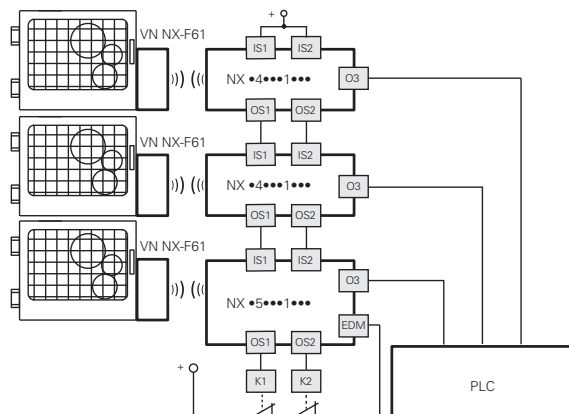 VN NX-F61
+
IS1 IS2
NX •4•••1•••
O3
OS1 OS2
VN NX-F61
IS1 IS2
NX •4•••1•••
O3
OS1 OS2
VN NX-F61
IS1 IS2
NX •5•••1•••
O3
EDM
OS1 OS2
+
K1 K2
PLC